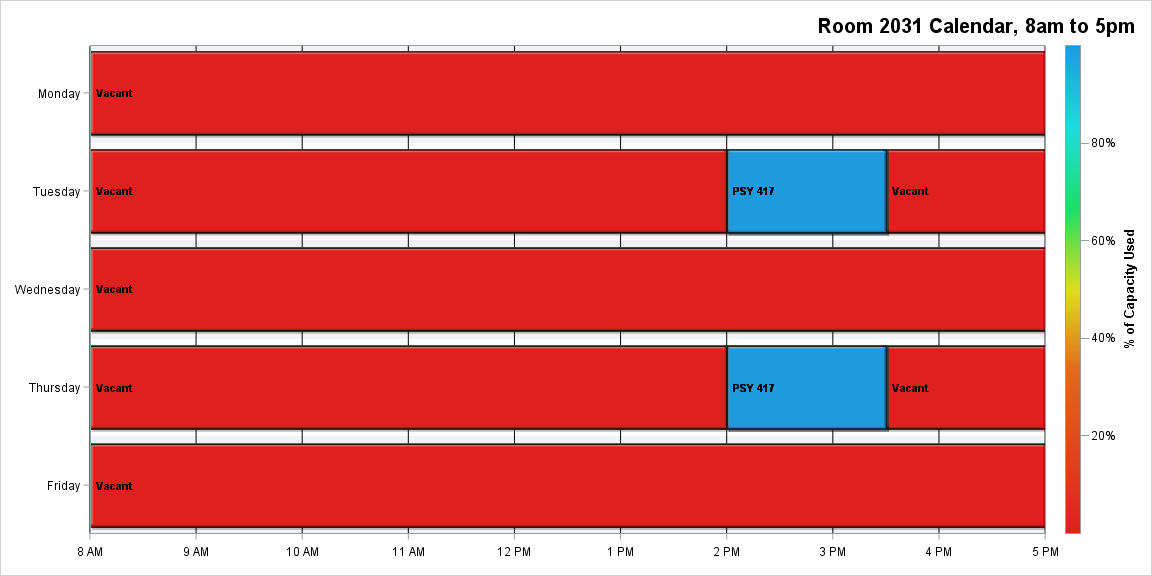 Room 2031 Calendar, 8am to 5pm
Monday
Vacant
Tuesday
Vacant
PSY 417
Vacant
Wednesday
Vacant
Thursday
Vacant
PSY 417
Vacant
Friday
Vacant
8 AM
9 AM
10 AM
11 AM
12 PM
1 PM
2 PM
3 PM
4 PM
5 PM
80%
60%
40%
20%
% of Capacity Used